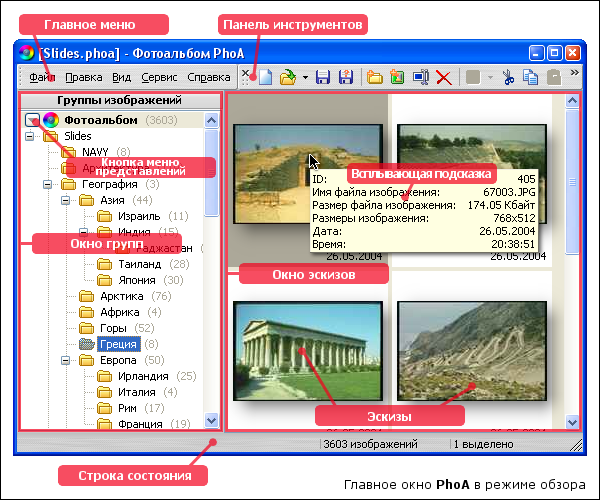 Главное меню
Панель инструментов
[Slides.phoa] - Фотоальбом PhoA
Файл Правка Вид Сервис Справка
Группы изображений
Фотоальбом (3603)
Slides
NAVY (8)
Кнопка меню
представлений
География (3)
Азия (44)
Израиль (11)
Индия (15)
Раджастан
Окно групп
Таиланд (28)
Япония (30)
Арктика (76)
Африка (4)
Горы (52)
Греция (8)
Европа (50)
Ирландия (25)
Италия (4)
Рим (17)
Франция (19)
Всплывающая подсказка
ID: 405
Имя файла изображения: 67003.JPG
Размер файла изображения: 174.05 Кбайт
Размеры изображения: 768x512
Дата: 26.05.2004
Время: 20:38:51
26.05.2004 26.05.2004
Окно эскизов
Эскизы
3603 изображений 1 выделено
Строка состояния
Главное окно PhoA в режиме обзора